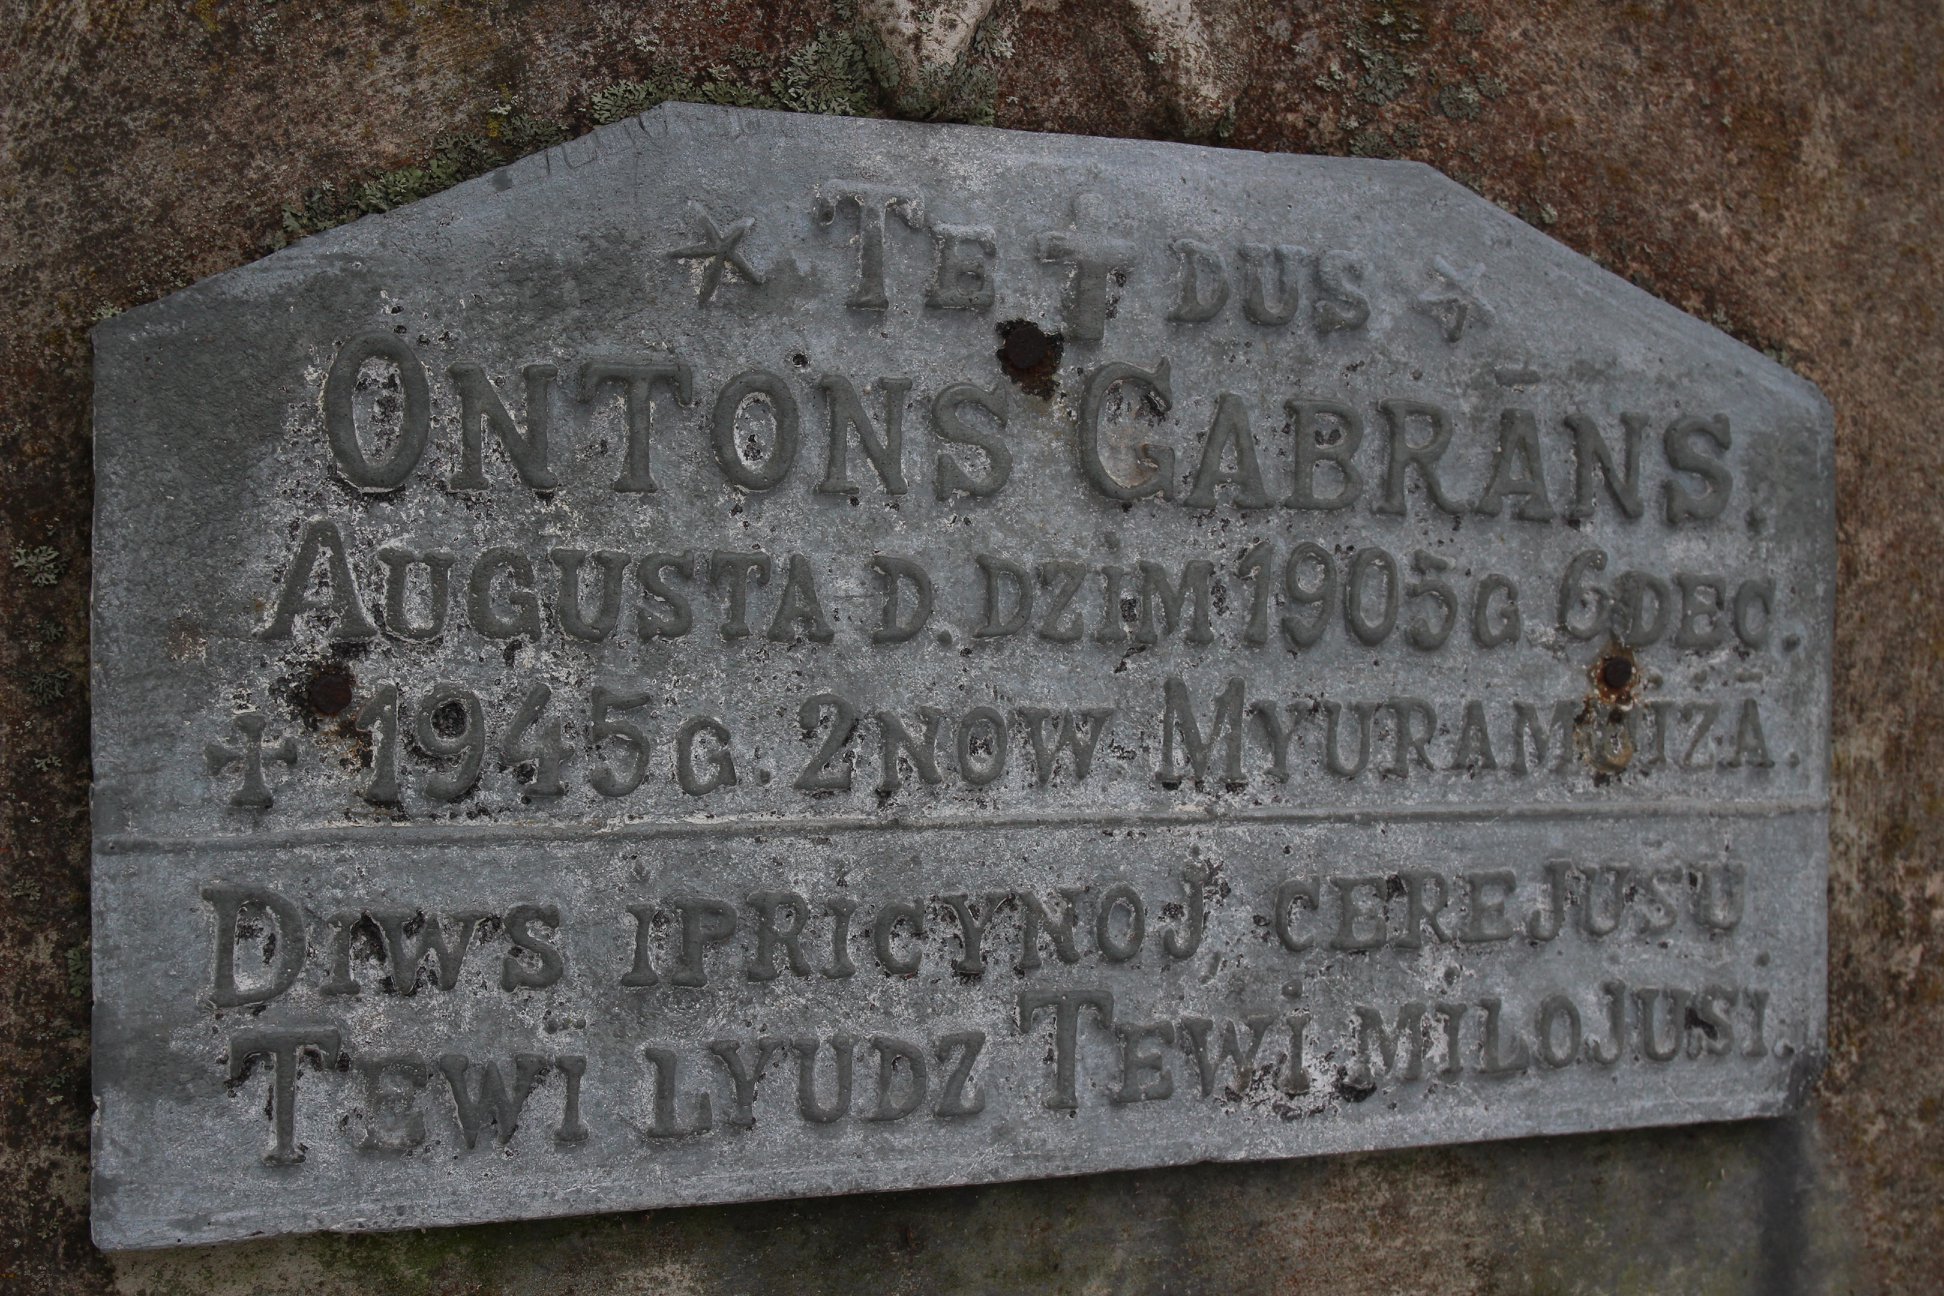 ★ TE ✝ DUS ★
ONTONS GABRĀNS.
AUGUSTA D. DZIM 1905 G 6 DEC.
✝ 1945 G. 2 NOW MYURAMUIŽĀ.
DIWS IPRICYNOJ, CEREJUSU
TEWI LYUDZ TEWI MILOJUSI.